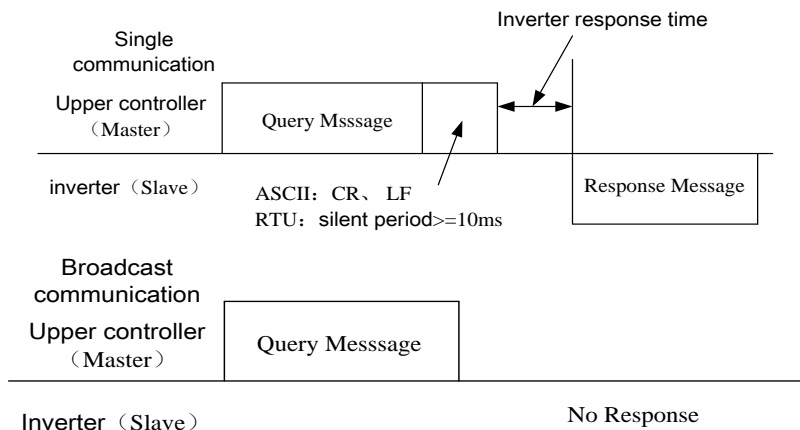 Inverter response time
Single
communication
Upper controller
（Master）
Query Msssage
inverter（Slave）
ASCII：CR、 LF
RTU：silent period>=10ms
Response Message
Broadcast
communication
Upper controller
（Master）
Query Messsage
Inverter（Slave）
No Response